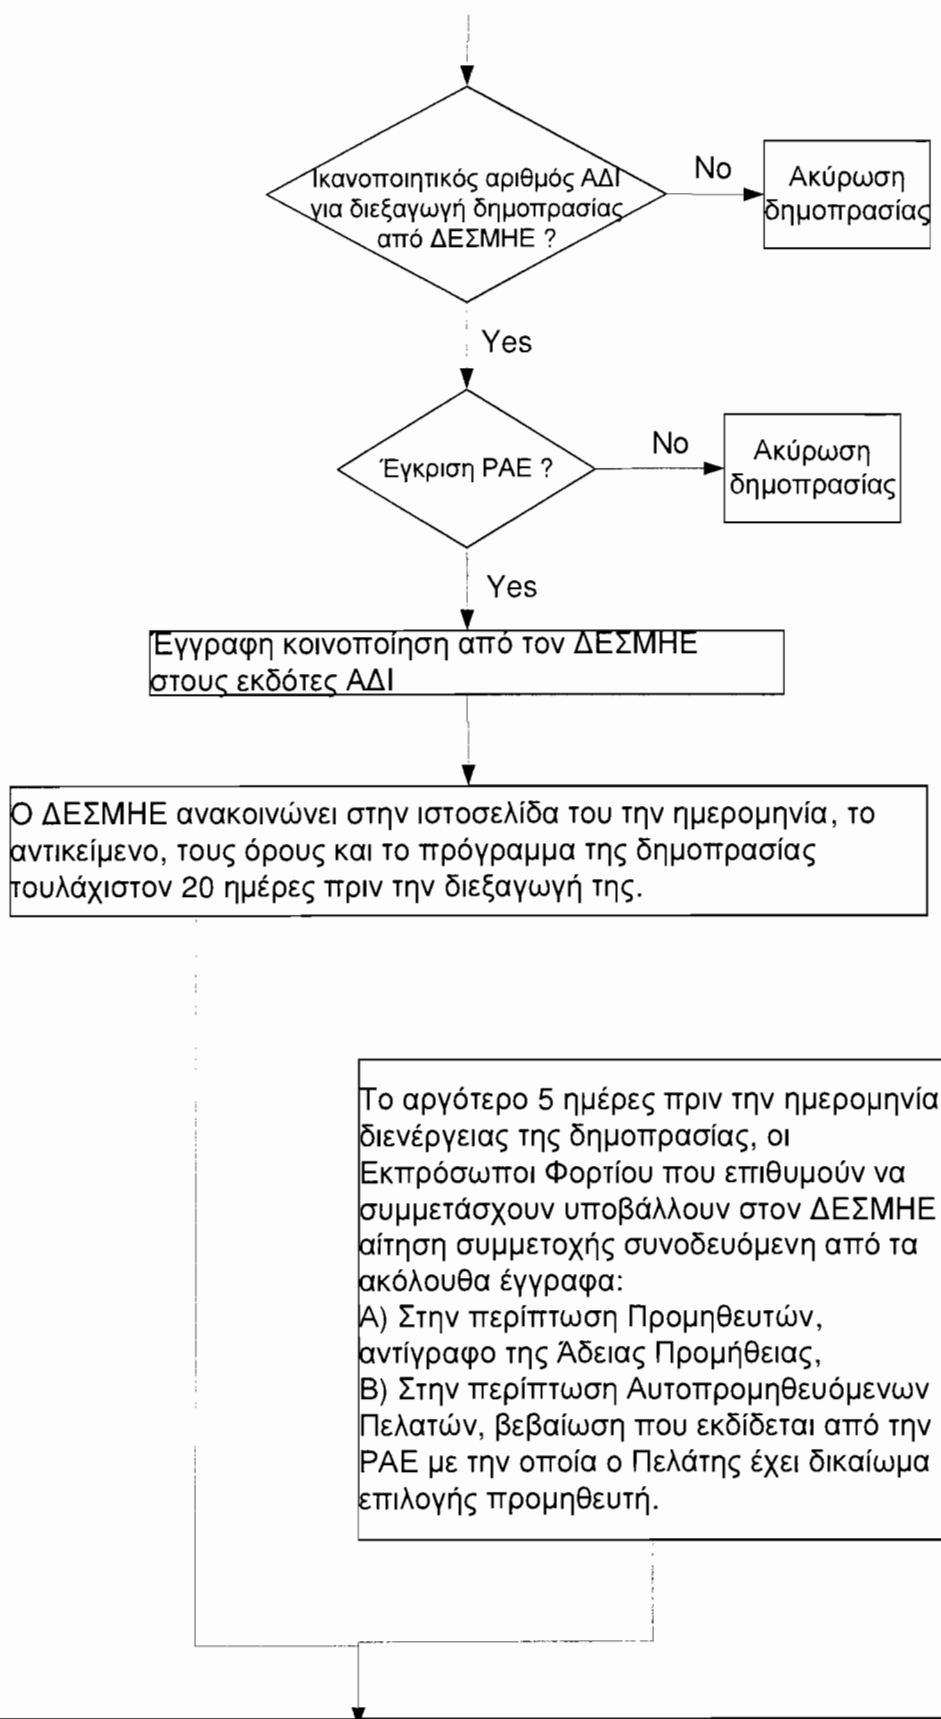 Ικανοποιητικός αριθμός ΑΔΙ
για διεξαγωγή δημοπρασίας
από ΔΕΣΜΗΕ ?
No
Ακύρωση
δημοπρασίας
Yes
Έγκριση ΡΑΕ ?
No
Ακύρωση
δημοπρασίας
Yes
Έγγραφη κοινοποίηση από τον ΔΕΣΜΗΕ
στους εκδότες ΑΔΙ
Ο ΔΕΣΜΗΕ ανακοινώνει στην ιστοσελίδα του την ημερομηνία, το
αντικείμενο, τους όρους και το πρόγραμμα της δημοπρασίας
τουλάχιστον 20 ημέρες πριν την διεξαγωγή της.
Το αργότερο 5 ημέρες πριν την ημερομηνία
διενέργειας της δημοπρασίας, οι
Εκπρόσωποι Φορτίου που επιθυμούν να
συμμετάσχουν υποβάλλουν στον ΔΕΣΜΗΕ
αίτηση συμμετοχής συνοδευόμενη από τα
ακόλουθα έγγραφα:
Α) Στην περίπτωση Προμηθευτών,
αντίγραφο της Άδειας Προμήθειας,
Β) Στην περίπτωση Αυτοπρομηθευόμενων
Πελατών, βεβαίωση που εκδίδεται από την
ΡΑΕ με την οποία ο Πελάτης έχει δικαίωμα
επιλογής προμηθευτή.